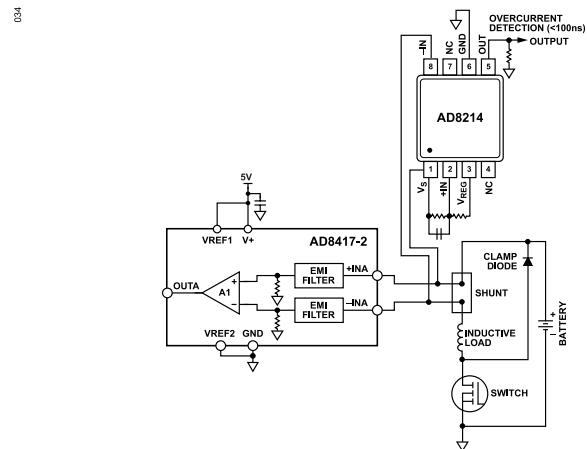 034
OVERCURRENT
DETECTION (<100ns)
OUTPUT
–IN
NC
GND
OUT
8
7
6
5
AD8214
1
2
3
4
VS
+IN
VREG
NC
5V
VREF1
V+
AD8417-2
CLAMP
DIODE
EMI
FILTER
+INA
OUTA
A1
+
–
SHUNT
EMI
FILTER
–INA
INDUCTIVE
LOAD
+
–
BATTERY
VREF2
GND
SWITCH